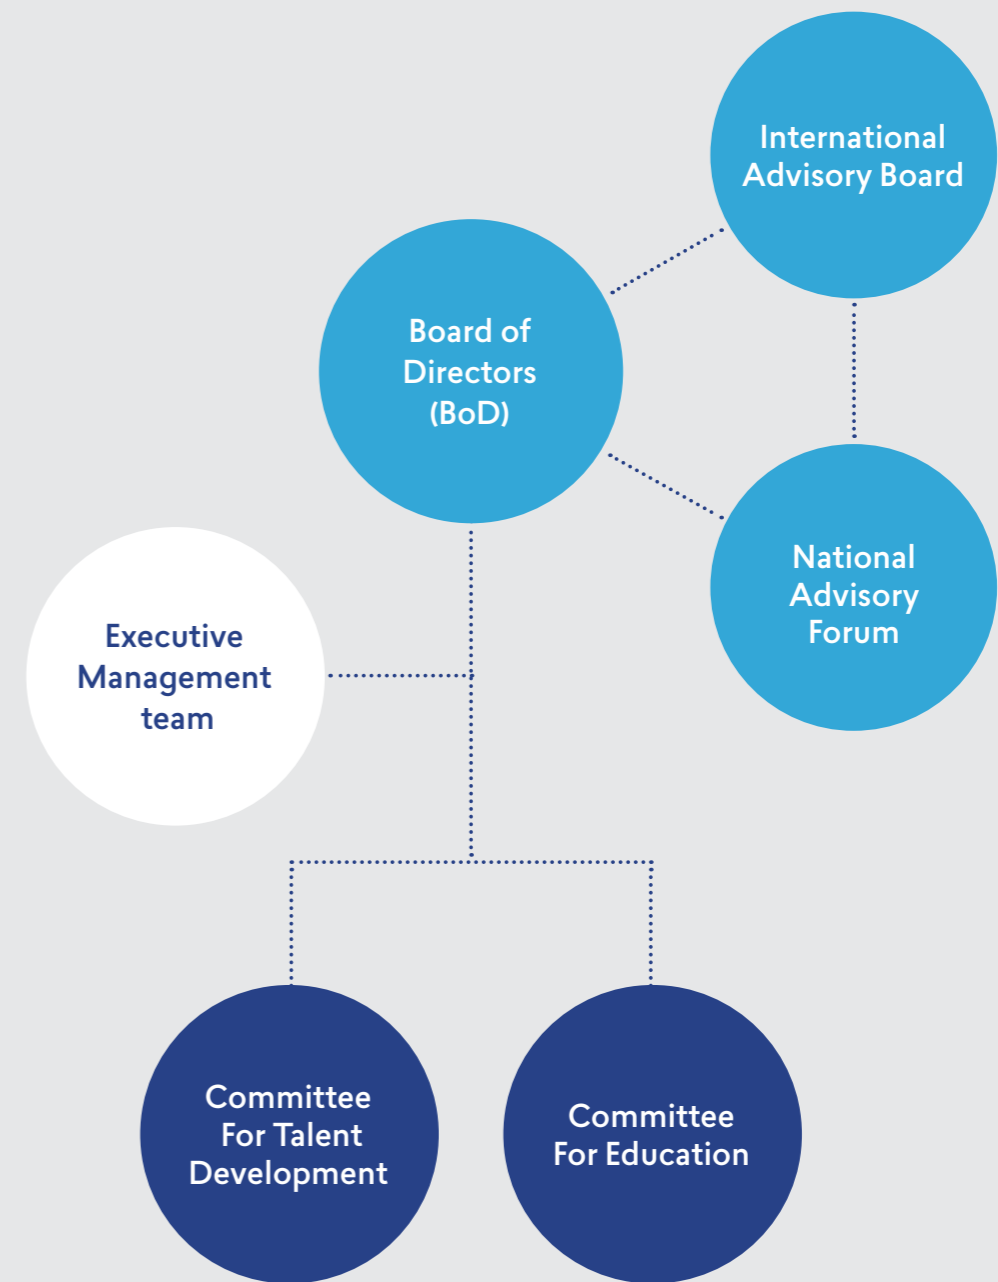 International
Advisory Board
Board of
Directors
(BoD)
National
Advisory
Forum
Executive
Management
team
Committee
For Talent
Development
Committee
For Education